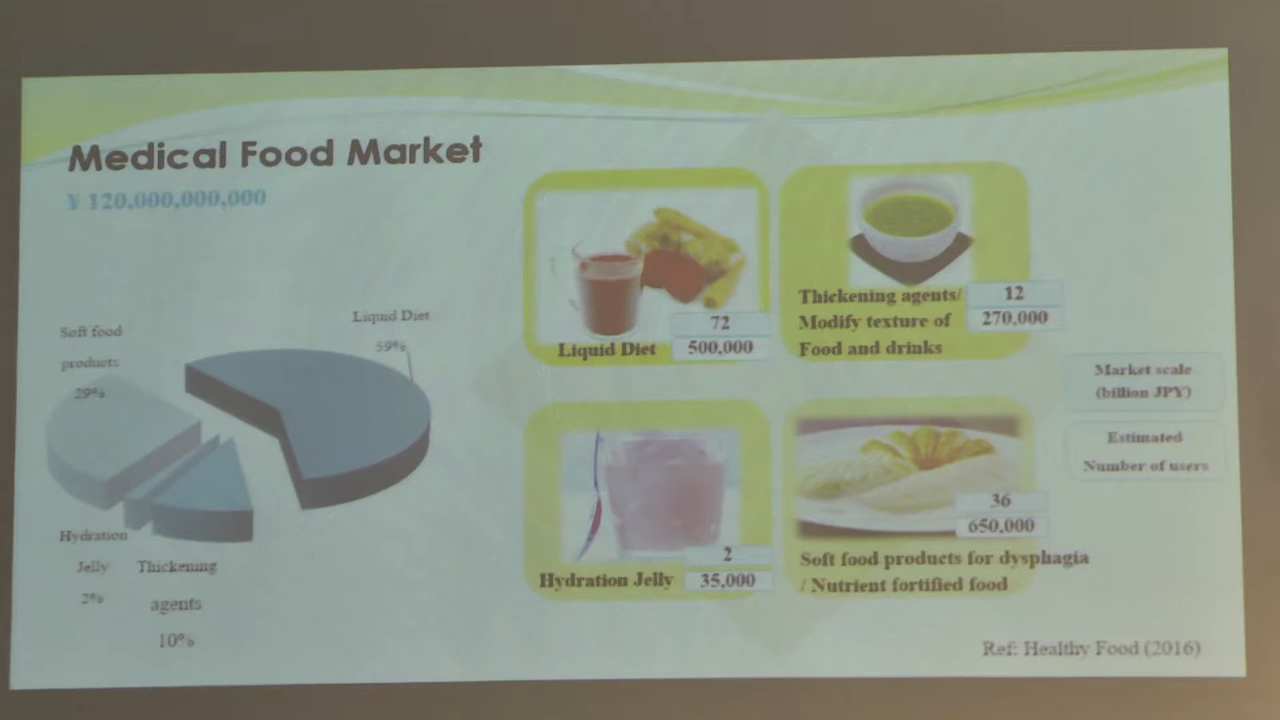 Medical Food Market
¥ 120,000,000,000
Liquid Diet
59%
Soft food
products
29%
Hydration
Jelly
2%
Thickening
agents
10%
72
Liquid Diet
500,000
Thickening agents/
Modify texture of
Food and drinks
12
270,000
2
Hydration Jelly
35,000
36
650,000
Soft food products for dysphagia
/ Nutrient fortified food
Market scale
(billion JPY)
Estimated
Number of users
Ref: Healthy Food (2016)